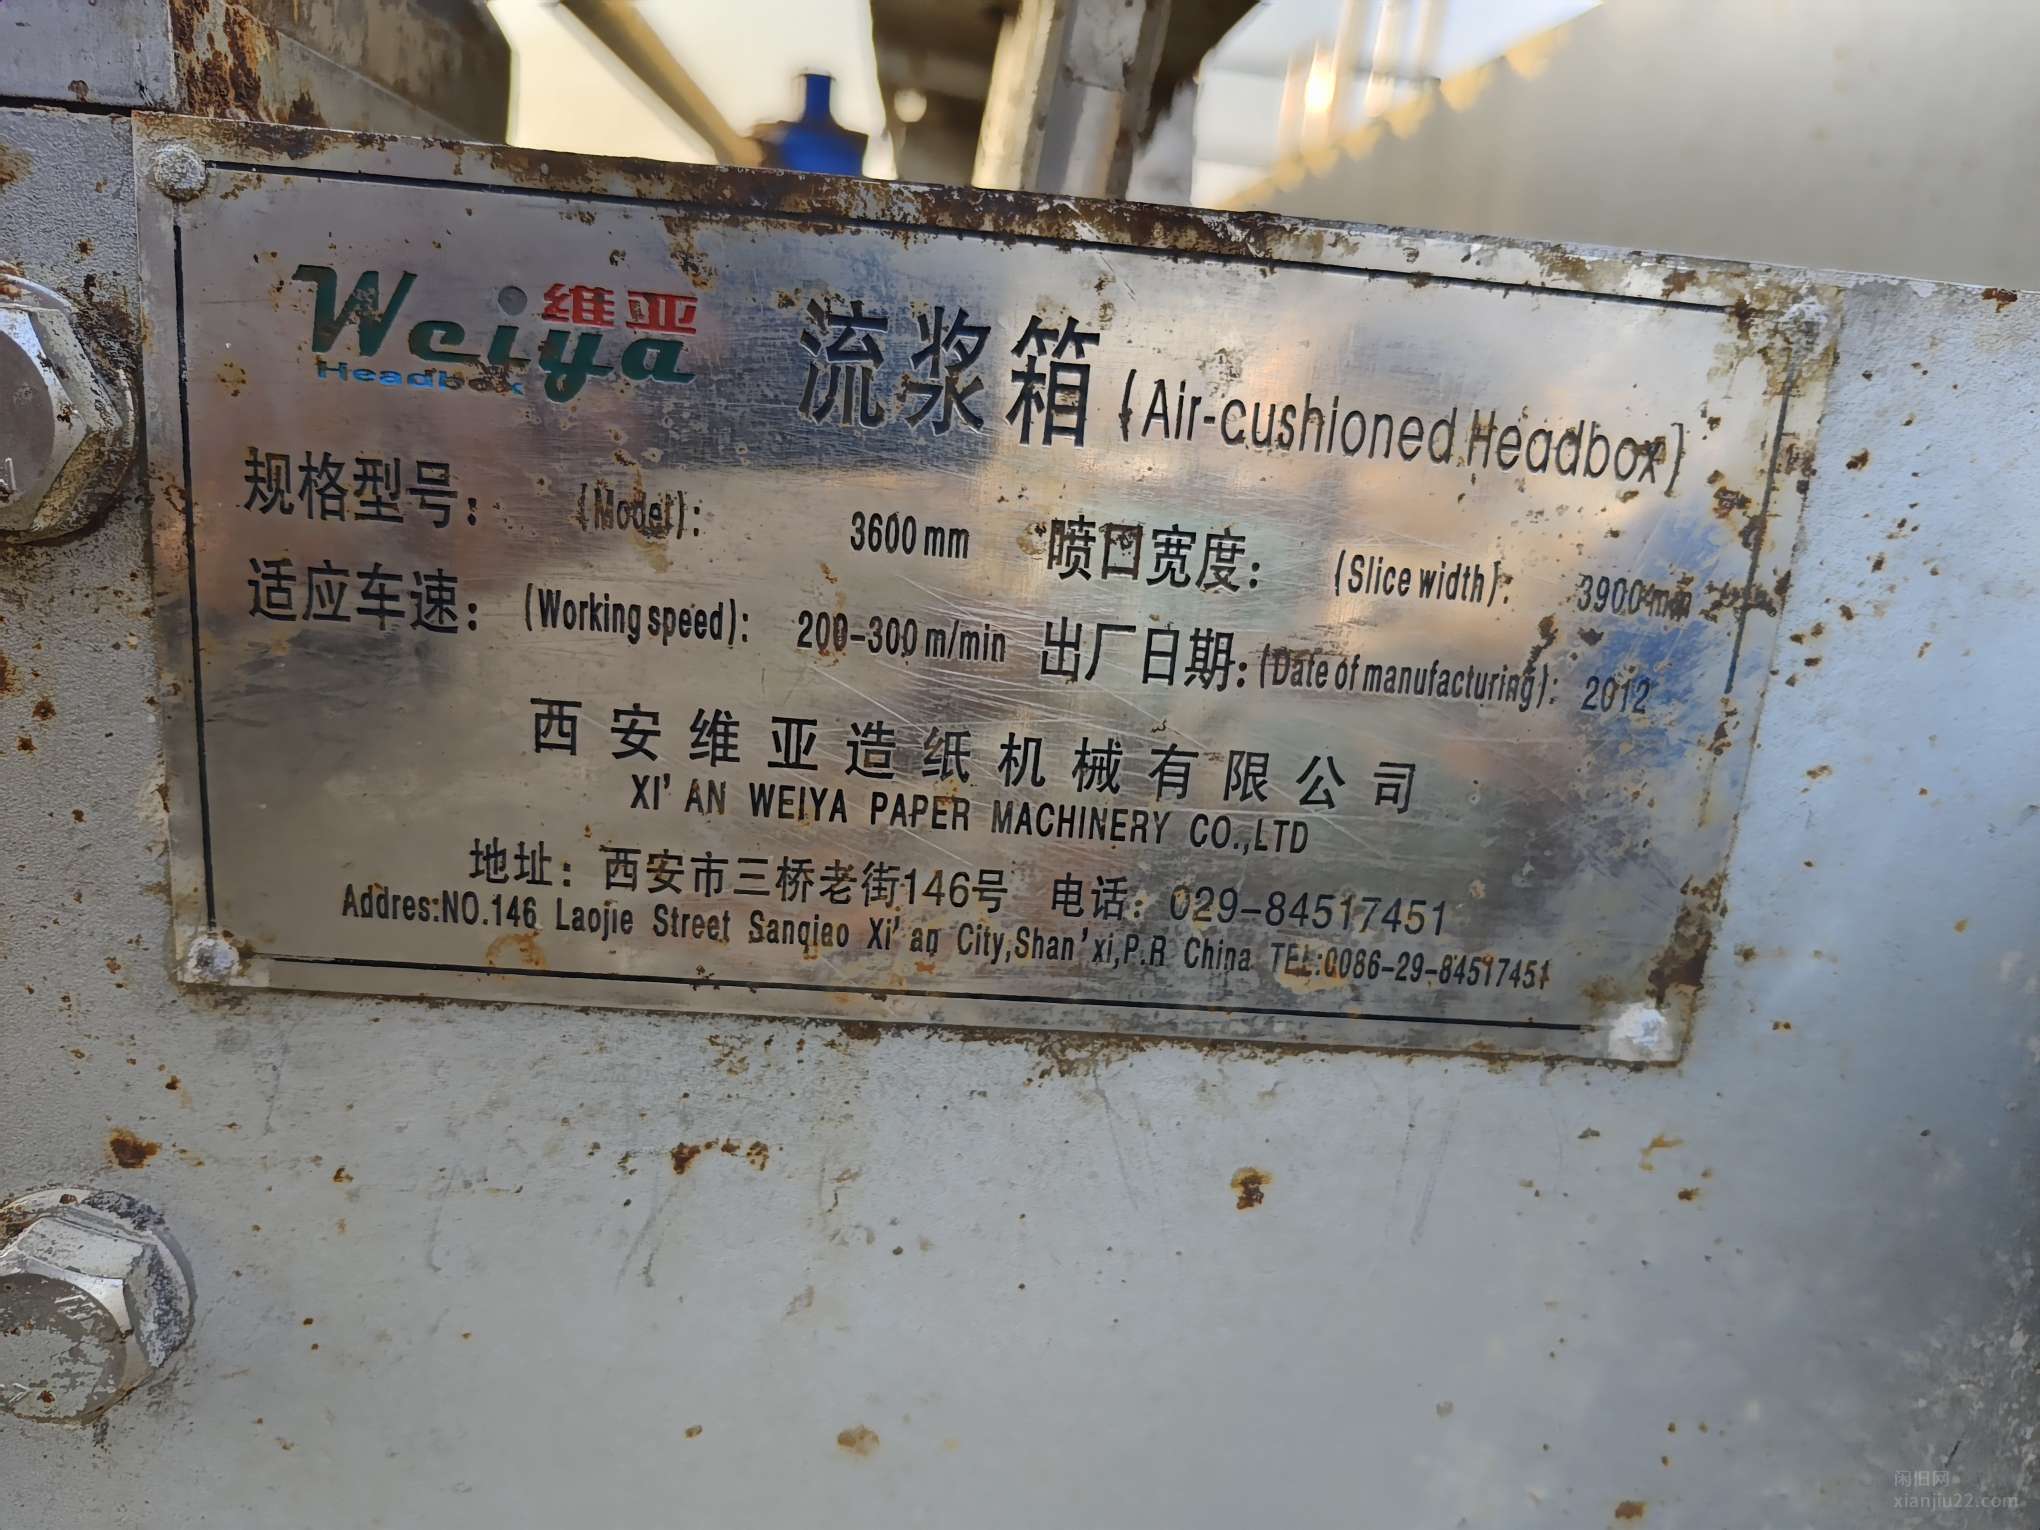 Weiya 维亚
Headbox
流浆箱 (Air-cushioned Headbox)
规格型号: (Model): 3600mm 喷口宽度: (Slice width): 3900mm
适应车速: (Working speed): 200-300m/min 出厂日期: (Date of manufacturing): 2012
西安维亚造纸机械有限公司
XI'AN WEIYA PAPER MACHINERY CO.,LTD
地址: 西安市三桥老街146号 电话: 029-84517451
Addres:NO.146 Laojie Street Sanqiao Xi'an City,Shan'xi,P.R China TEL:0086-29-84517451
闲旧网
xianjiu22.com